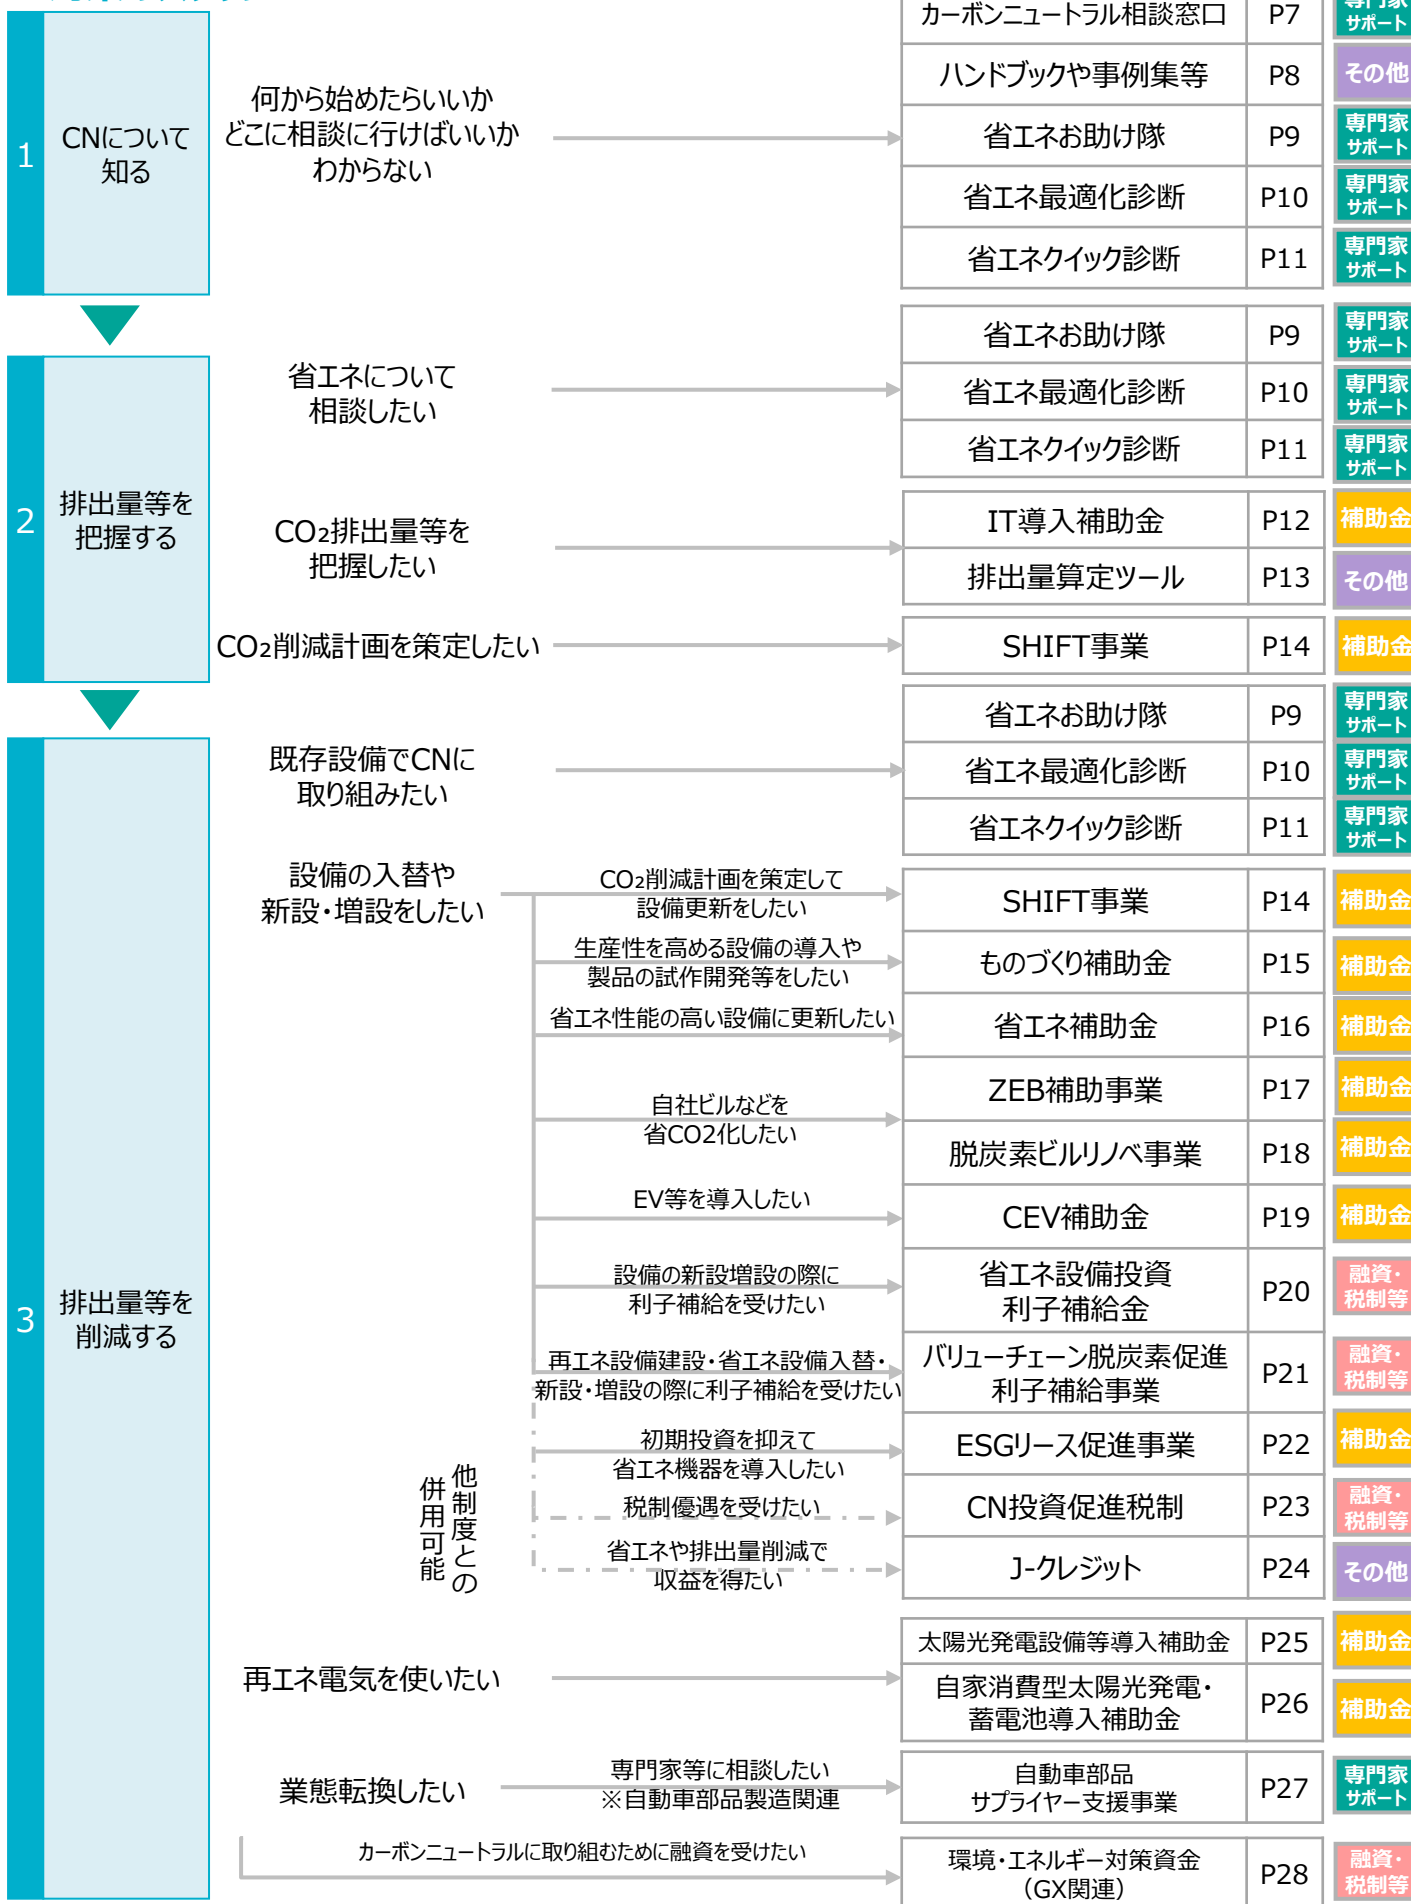 カーボンニュートラル相談窓口 P7 専門家
サポート
ハンドブックや事例集等 P8 その他
1
CNについて
知る
何から始めたらいいか
どこに相談に行けばいいか
わからない
省エネお助け隊 P9 専門家
サポート
省エネ最適化診断 P10 専門家
サポート
省エネクイック診断 P11 専門家
サポート
2
排出量等を
把握する
省エネについて
相談したい
省エネお助け隊 P9 専門家
サポート
省エネ最適化診断 P10 専門家
サポート
省エネクイック診断 P11 専門家
サポート
CO₂排出量等を
把握したい
IT導入補助金 P12 補助金
排出量算定ツール P13 その他
CO₂削減計画を策定したい
SHIFT事業 P14 補助金
3
排出量等を
削減する
既存設備でCNに
取り組みたい
省エネお助け隊 P9 専門家
サポート
省エネ最適化診断 P10 専門家
サポート
省エネクイック診断 P11 専門家
サポート
設備の入替や
新設・増設をしたい
CO₂削減計画を策定して
設備更新をしたい
SHIFT事業 P14 補助金
生産性を高める設備の導入や
製品の試作開発等をしたい
ものづくり補助金 P15 補助金
省エネ性能の高い設備に更新したい
省エネ補助金 P16 補助金
自社ビルなどを
省CO2化したい
ZEB補助事業 P17 補助金
脱炭素ビルリノベ事業 P18 補助金
EV等を導入したい
CEV補助金 P19 補助金
設備の新設増設の際に
利子補給を受けたい
省エネ設備投資
利子補給金
P20
融資・
税制等
再エネ設備建設・省エネ設備入替・
新設・増設の際に利子補給を受けたい
バリューチェーン脱炭素促進
利子補給事業
P21
融資・
税制等
初期投資を抑えて
省エネ機器を導入したい
ESGリース促進事業 P22 補助金
他制度との
併用可能
税制優遇を受けたい
CN投資促進税制 P23
融資・
税制等
省エネや排出量削減で
収益を得たい
J-クレジット P24 その他
再エネ電気を使いたい
太陽光発電設備等導入補助金 P25 補助金
自家消費型太陽光発電・
蓄電池導入補助金
P26 補助金
業態転換したい
専門家等に相談したい
※自動車部品製造関連
自動車部品
サプライヤー支援事業
P27
専門家
サポート
カーボンニュートラルに取り組むために融資を受けたい
環境・エネルギー対策資金
（GX関連）
P28
融資・
税制等